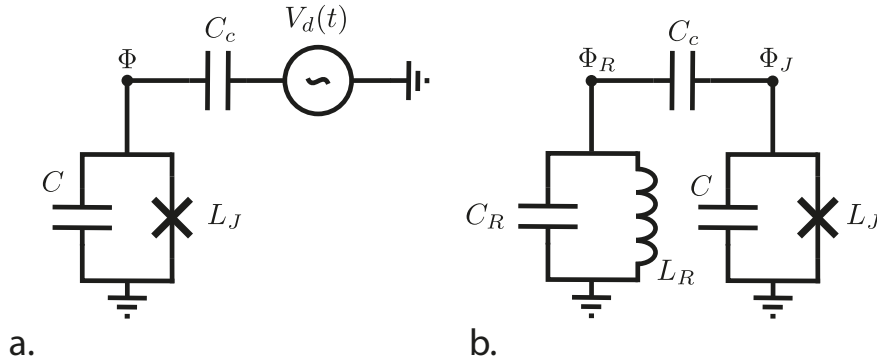 C_c V_d(t)
Φ
C L_J
a.
Φ_R C_c Φ_J
C_R L_R C L_J
b.